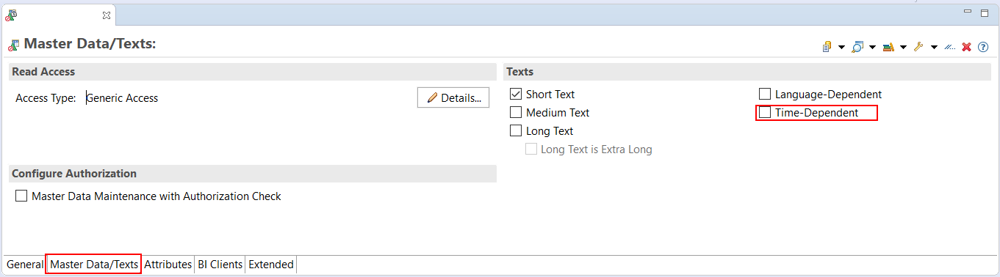 Master Data/Texts:
Read Access
Access Type: Generic Access
Details...
Configure Authorization
Master Data Maintenance with Authorization Check
Texts
Short Text
Language-Dependent
Medium Text
Time-Dependent
Long Text
Long Text is Extra Long
General Master Data/Texts Attributes BI Clients Extended